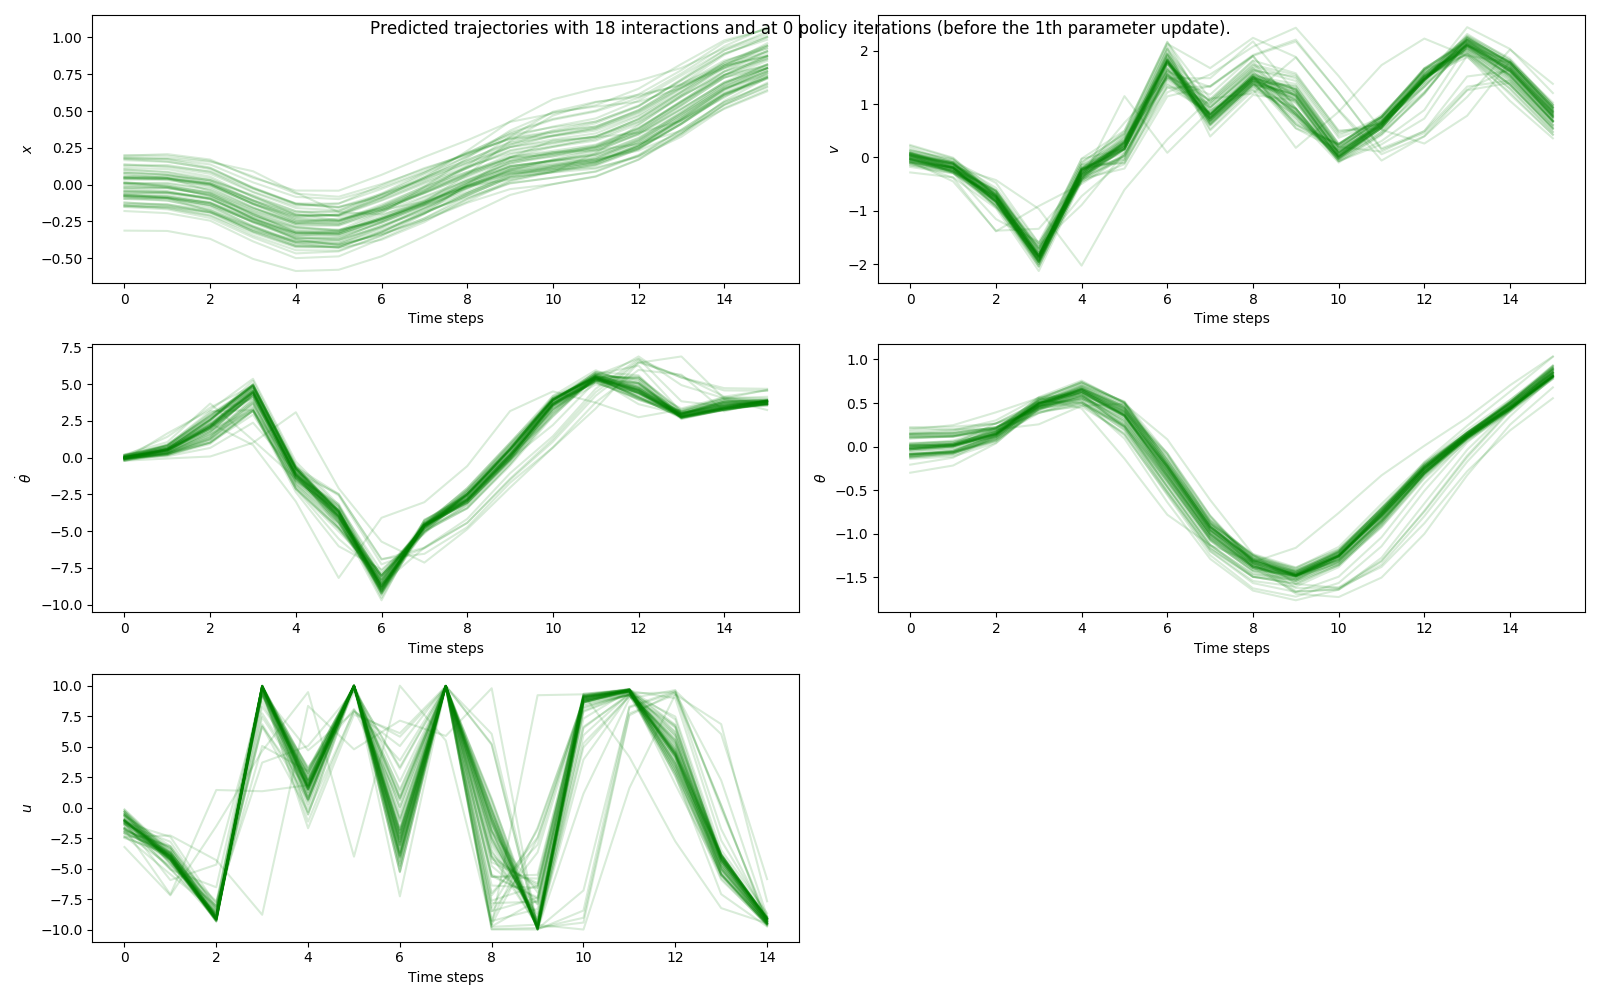 Predicted trajectories with 18 interactions and at 0 policy iterations (before the 1th parameter update).
1.00
0.75
0.50
0.25
0.00
−0.25
−0.50
x
0 2 4 6 8 10 12 14
Time steps
2
1
0
−1
−2
v
0 2 4 6 8 10 12 14
Time steps
7.5
5.0
2.5
0.0
−2.5
−5.0
−7.5
−10.0
θ̇
0 2 4 6 8 10 12 14
Time steps
1.0
0.5
0.0
−0.5
−1.0
−1.5
θ
0 2 4 6 8 10 12 14
Time steps
10.0
7.5
5.0
2.5
0.0
−2.5
−5.0
−7.5
−10.0
u
0 2 4 6 8 10 12 14
Time steps